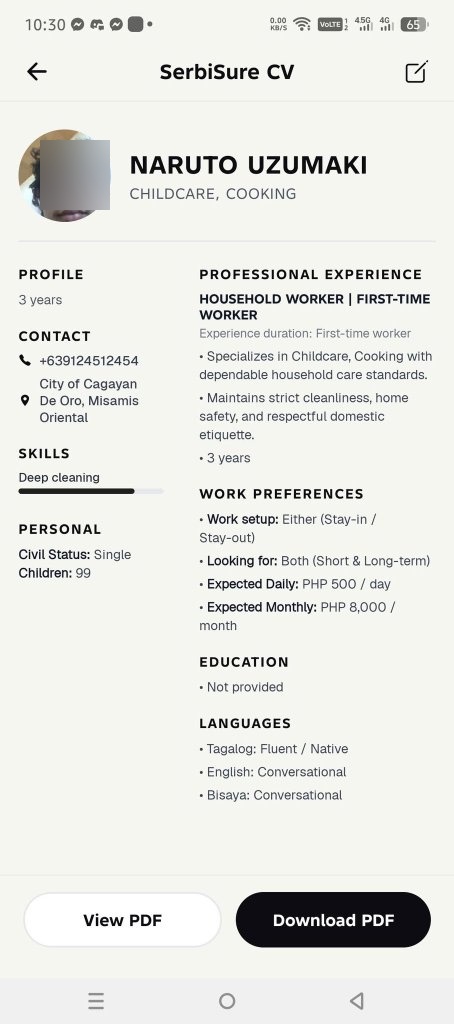 10:30
0.00 KB/S
VoLTE 1 2
4.5G
4G
65
SerbiSure CV
NARUTO UZUMAKI
CHILDCARE, COOKING
PROFILE
3 years
CONTACT
+639124512454
City of Cagayan
De Oro, Misamis
Oriental
SKILLS
Deep cleaning
PERSONAL
Civil Status: Single
Children: 99
PROFESSIONAL EXPERIENCE
HOUSEHOLD WORKER | FIRST-TIME
WORKER
Experience duration: First-time worker
• Specializes in Childcare, Cooking with
dependable household care standards.
• Maintains strict cleanliness, home
safety, and respectful domestic
etiquette.
• 3 years
WORK PREFERENCES
• Work setup: Either (Stay-in /
Stay-out)
• Looking for: Both (Short & Long-term)
• Expected Daily: PHP 500 / day
• Expected Monthly: PHP 8,000 /
month
EDUCATION
• Not provided
LANGUAGES
• Tagalog: Fluent / Native
• English: Conversational
• Bisaya: Conversational
View PDF
Download PDF